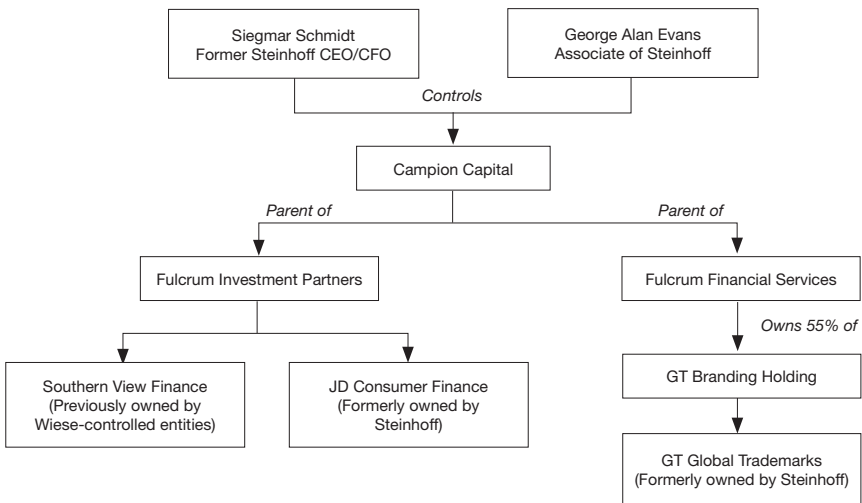 Siegmar Schmidt
Former Steinhoff CEO/CFO
George Alan Evans
Associate of Steinhoff
Controls
Campion Capital
Parent of
Parent of
Fulcrum Investment Partners
Fulcrum Financial Services
Owns 55% of
Southern View Finance
(Previously owned by
Wiese-controlled entities)
JD Consumer Finance
(Formerly owned by
Steinhoff)
GT Branding Holding
GT Global Trademarks
(Formerly owned by Steinhoff)